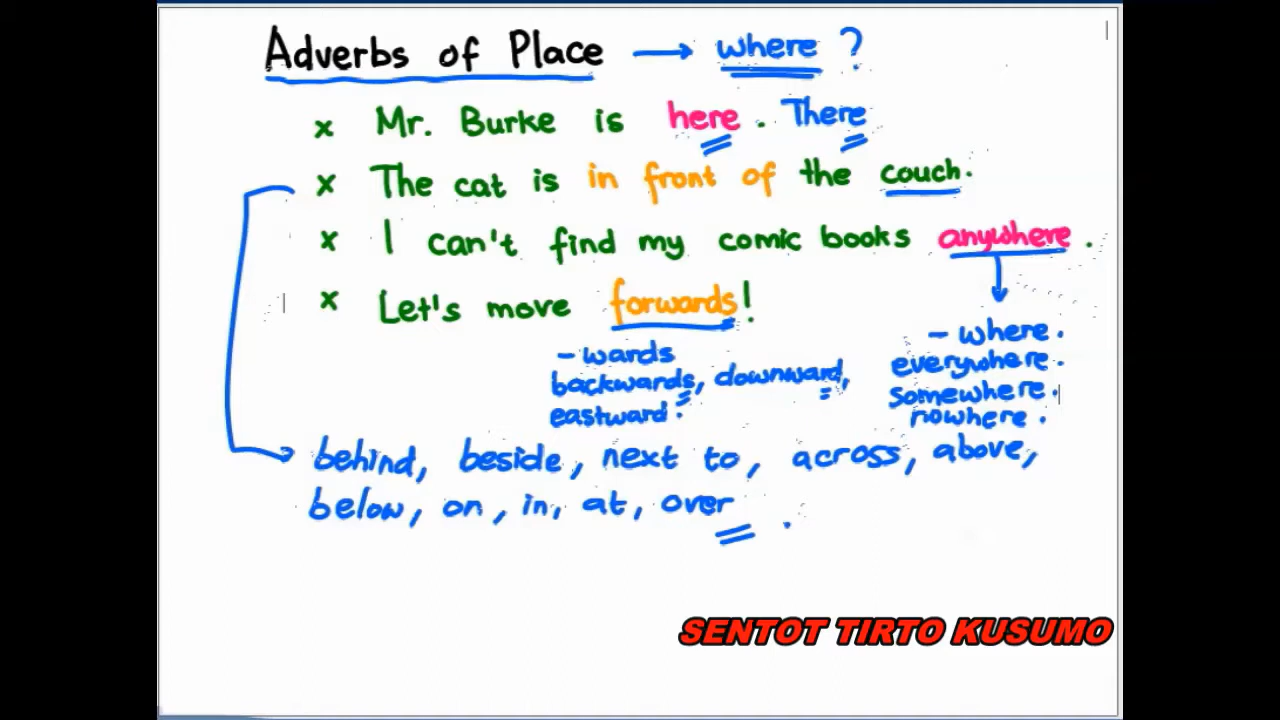 Adverbs of Place → where ?
x Mr. Burke is here. There
x The cat is in front of the couch.
x I can't find my comic books anywhere.
x Let's move forwards!
- where.
- wards
everywhere.
backwards, downward,
somewhere.
eastward.
nowhere.
behind, beside, next to, across, above,
below, on, in, at, over
SENTOT TIRTO KUSUMO